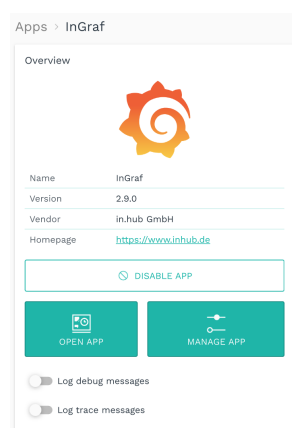 Apps > InGraf
Overview
Name InGraf
Version 2.9.0
Vendor in.hub GmbH
Homepage https://www.inhub.de
DISABLE APP
OPEN APP MANAGE APP
Log debug messages
Log trace messages